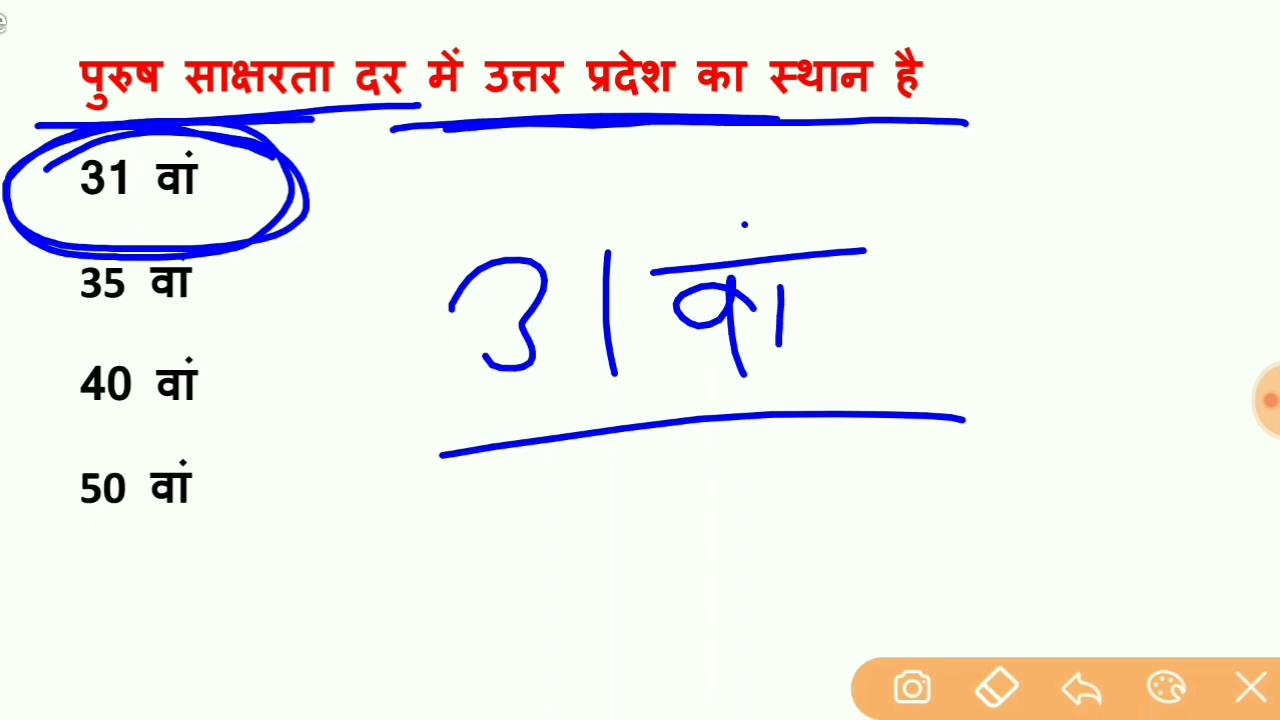 पुरुष साक्षरता दर में उत्तर प्रदेश का स्थान है
31 वां
35 वां
31 वां
40 वां
50 वां